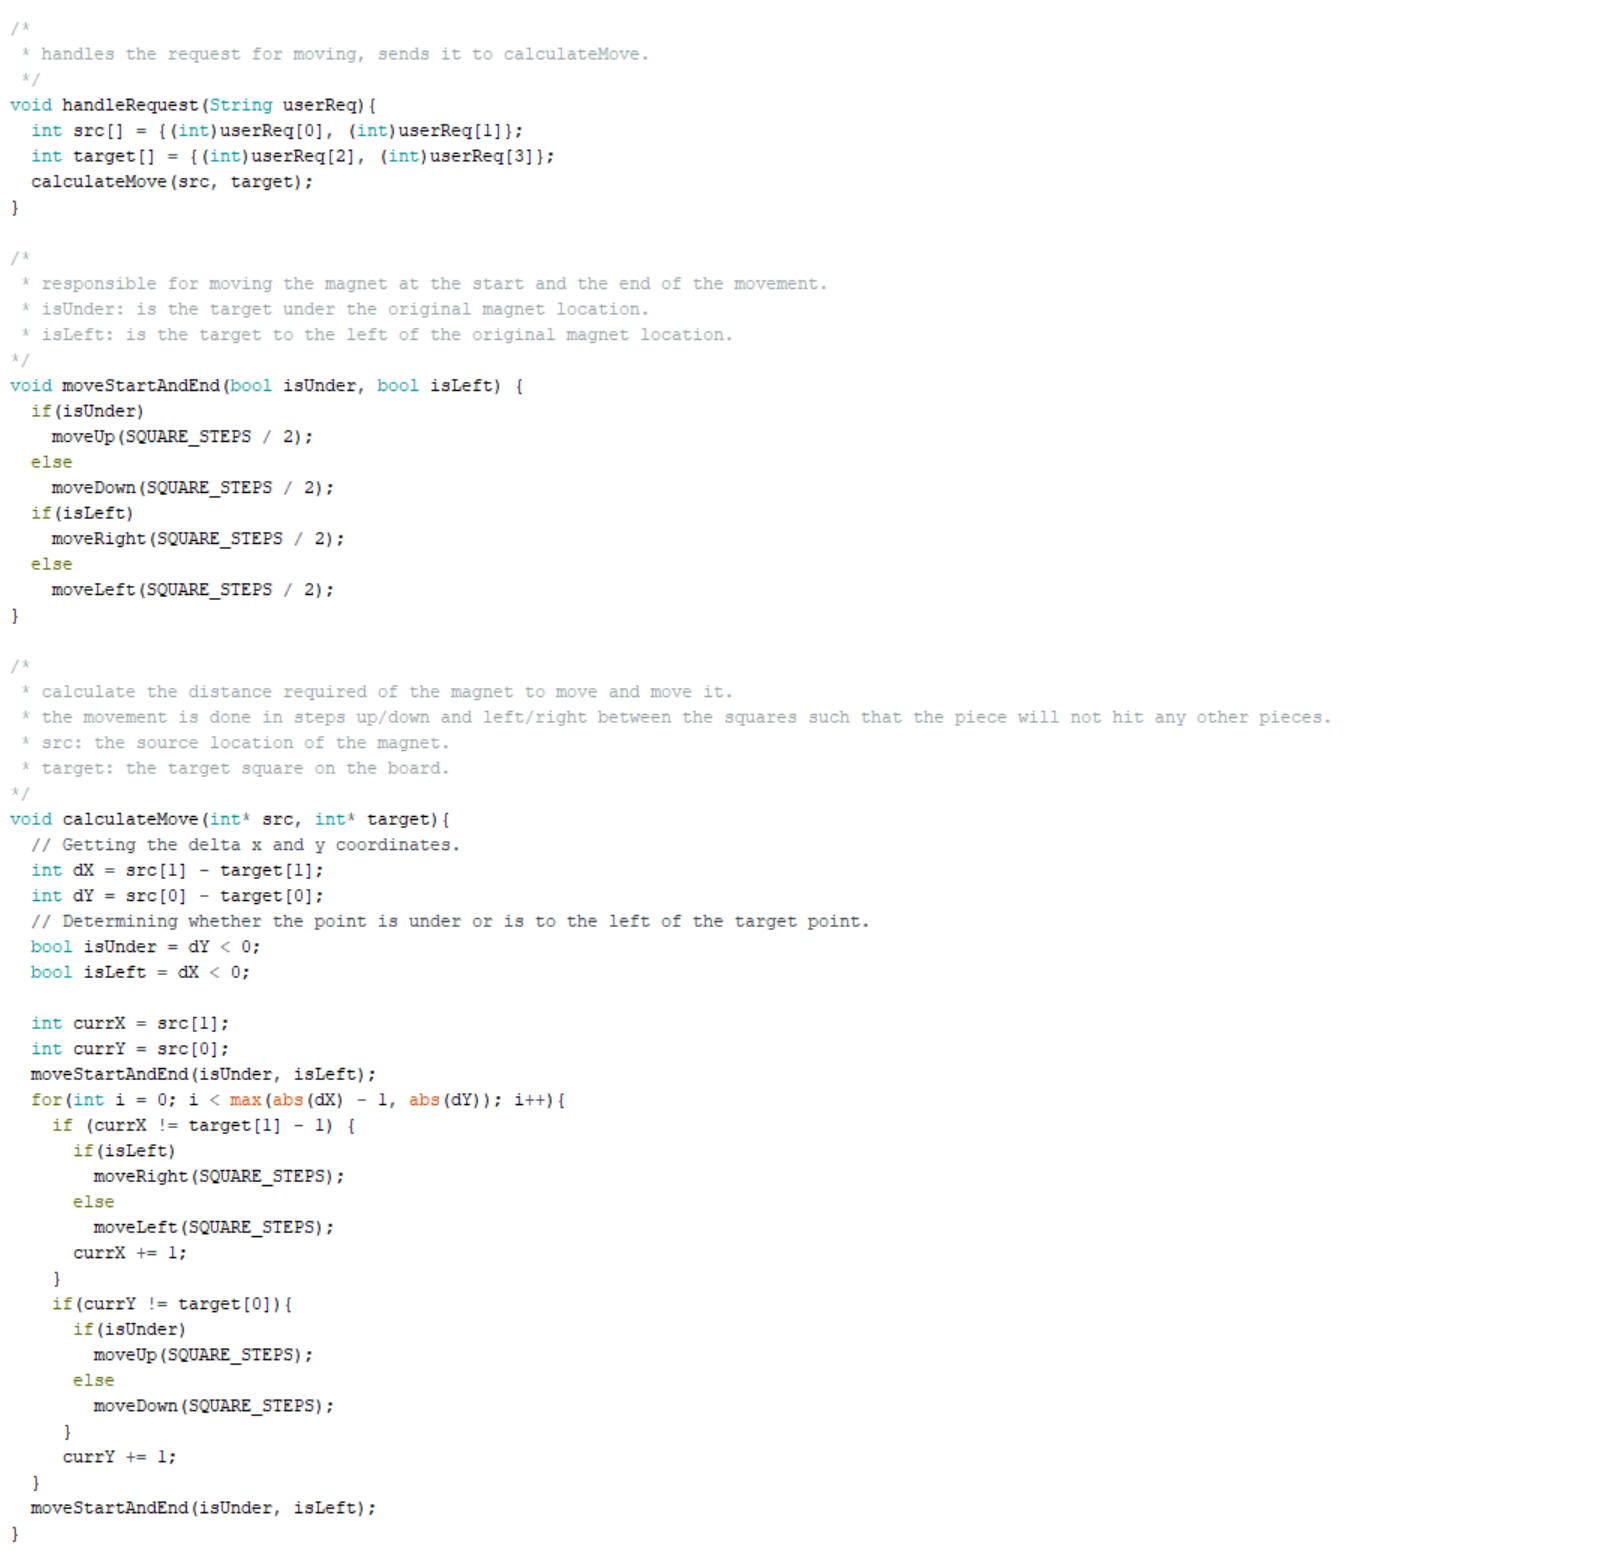 /*
 * handles the request for moving, sends it to calculateMove.
 */
void handleRequest(String userReq){
  int src[] = {(int)userReq[0], (int)userReq[1]};
  int target[] = {(int)userReq[2], (int)userReq[3]};
  calculateMove(src, target);
}

/*
 * responsible for moving the magnet at the start and the end of the movement.
 * isUnder: is the target under the original magnet location.
 * isLeft: is the target to the left of the original magnet location.
*/
void moveStartAndEnd(bool isUnder, bool isLeft) {
  if(isUnder)
    moveUp(SQUARE_STEPS / 2);
  else
    moveDown(SQUARE_STEPS / 2);
  if(isLeft)
    moveRight(SQUARE_STEPS / 2);
  else
    moveLeft(SQUARE_STEPS / 2);
}

/*
 * calculate the distance required of the magnet to move and move it.
 * the movement is done in steps up/down and left/right between the squares such that the piece will not hit any other pieces.
 * src: the source location of the magnet.
 * target: the target square on the board.
*/
void calculateMove(int* src, int* target){
  // Getting the delta x and y coordinates.
  int dX = src[1] - target[1];
  int dY = src[0] - target[0];
  // Determining whether the point is under or is to the left of the target point.
  bool isUnder = dY < 0;
  bool isLeft = dX < 0;

  int currX = src[1];
  int currY = src[0];
  moveStartAndEnd(isUnder, isLeft);
  for(int i = 0; i < max(abs(dX) - 1, abs(dY)); i++){
    if (currX != target[1] - 1) {
      if(isLeft)
        moveRight(SQUARE_STEPS);
      else
        moveLeft(SQUARE_STEPS);
      currX += 1;
    }
    if(currY != target[0]){
      if(isUnder)
        moveUp(SQUARE_STEPS);
      else
        moveDown(SQUARE_STEPS);
     }
     currY += 1;
  }
  moveStartAndEnd(isUnder, isLeft);
}